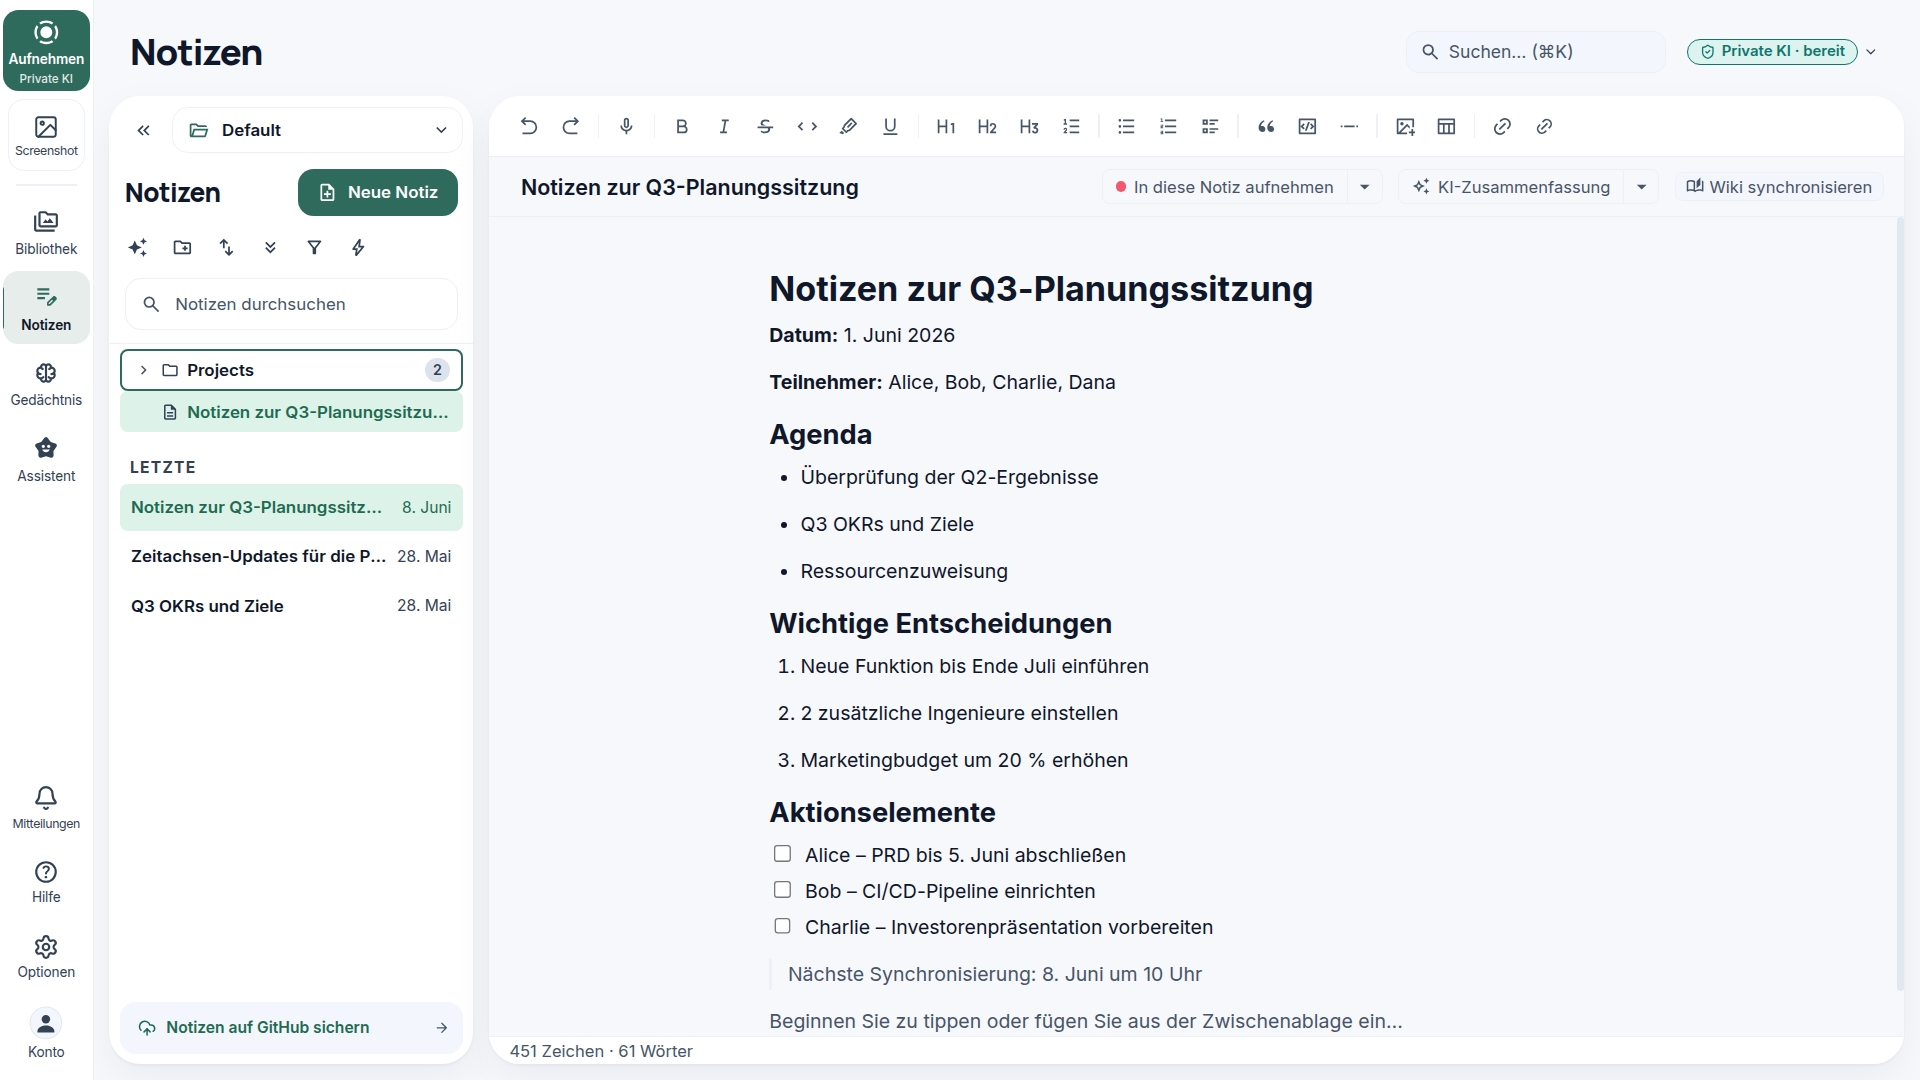 Aufnehmen
Private KI
Screenshot
Bibliothek
Notizen
Gedächtnis
Assistent
Mitteilungen
Hilfe
Optionen
Konto
Notizen
Suchen... (⌘K)
Private KI · bereit
Default
Notizen
Neue Notiz
Notizen durchsuchen
Projects 2
Notizen zur Q3-Planungssitzu...
LETZTE
Notizen zur Q3-Planungssitz... 8. Juni
Zeitachsen-Updates für die P... 28. Mai
Q3 OKRs und Ziele 28. Mai
Notizen auf GitHub sichern
B I S H1 H2 H3
Notizen zur Q3-Planungssitzung
In diese Notiz aufnehmen
KI-Zusammenfassung
Wiki synchronisieren
Notizen zur Q3-Planungssitzung
Datum: 1. Juni 2026
Teilnehmer: Alice, Bob, Charlie, Dana
Agenda
• Überprüfung der Q2-Ergebnisse
• Q3 OKRs und Ziele
• Ressourcenzuweisung
Wichtige Entscheidungen
1. Neue Funktion bis Ende Juli einführen
2. 2 zusätzliche Ingenieure einstellen
3. Marketingbudget um 20 % erhöhen
Aktionselemente
Alice – PRD bis 5. Juni abschließen
Bob – CI/CD-Pipeline einrichten
Charlie – Investorenpräsentation vorbereiten
Nächste Synchronisierung: 8. Juni um 10 Uhr
Beginnen Sie zu tippen oder fügen Sie aus der Zwischenablage ein...
451 Zeichen · 61 Wörter